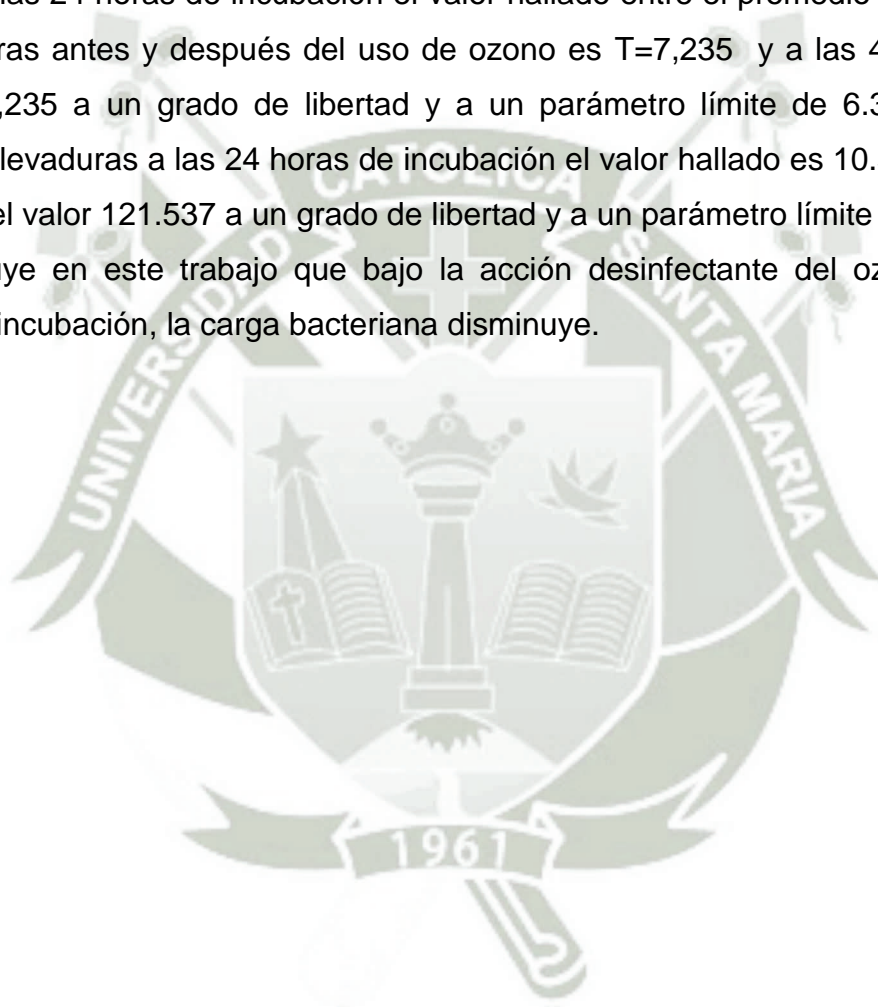 las 24 horas de incubación el valor hallado entre el promedio
ras antes y después del uso de ozono es T=7,235 y a las 4
,235 a un grado de libertad y a un parámetro límite de 6.3
levaduras a las 24 horas de incubación el valor hallado es 10.
el valor 121.537 a un grado de libertad y a un parámetro límite
uye en este trabajo que bajo la acción desinfectante del oz
incubación, la carga bacteriana disminuye.
UNIVERSIDAD CATOLICA SANTA MARIA
1961